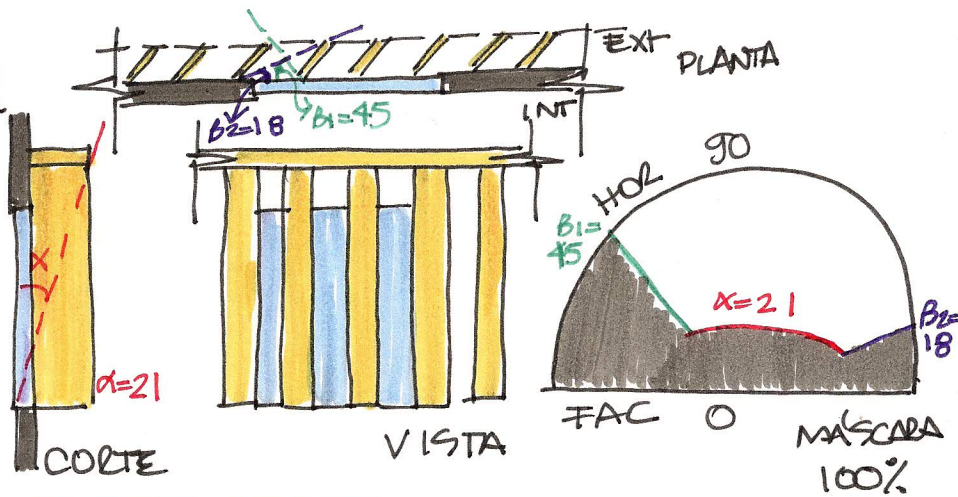 EXT
PLANTA
INT
β2=18
β1=45
90
HOR
β1=
45
α=21
β2=
18
α
α=21
FAC
0
MÁSCARA
100%
VISTA
CORTE